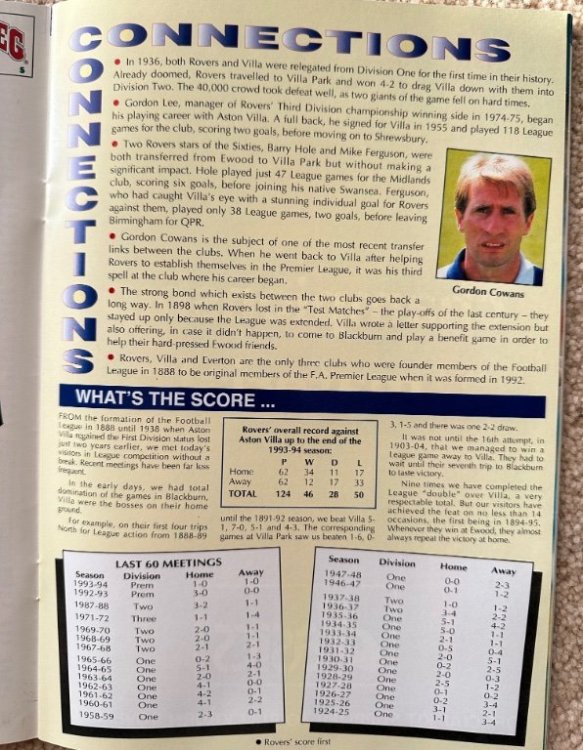 CONNECTIONS
CONNECTIONS
• In 1936, both Rovers and Villa were relegated from Division One for the first time in their history.
Already doomed, Rovers travelled to Villa Park and won 4-2 to drag Villa down with them into
Division Two. The 40,000 crowd took defeat well, as two giants of the game fell on hard times.
• Gordon Lee, manager of Rovers' Third Division championship winning side in 1974-75, began
his playing career with Aston Villa. A full back, he signed for Villa in 1955 and played 118 League
games for the club, scoring two goals, before moving on to Shrewsbury.
• Two Rovers stars of the Sixties, Barry Hole and Mike Ferguson, were
both transferred from Ewood to Villa Park but without making a
significant impact. Hole played just 47 League games for the Midlands
club, scoring six goals, before joining his native Swansea. Ferguson,
who had caught Villa's eye with a stunning individual goal for Rovers
against them, played only 38 League games, two goals, before leaving
Birmingham for QPR.
• Gordon Cowans is the subject of one of the most recent transfer
links between the clubs. When he went back to Villa after helping
Rovers to establish themselves in the Premier League, it was his third
spell at the club where his career began.
Gordon Cowans
• The strong bond which exists between the two clubs goes back a
long way. In 1898 when Rovers lost in the "Test Matches" – the play-offs of the last century – they
stayed up only because the League was extended. Villa wrote a letter supporting the extension but
also offering, in case it didn't happen, to come to Blackburn and play a benefit game in order to
help their hard-pressed Ewood friends.
• Rovers, Villa and Everton are the only three clubs who were founder members of the Football
League in 1888 to be original members of the F.A. Premier League when it was formed in 1992.
WHAT'S THE SCORE ...
FROM the formation of the Football
League in 1888 until 1938 when Aston
Villa regained the First Division status lost
just two years earlier, we met today's
visitors in League competition without a
break. Recent meetings have been far less
frequent.
In the early days, we had total
domination of the games in Blackburn,
Villa were the bosses on their home
ground.
For example, on their first four trips
North for League action from 1888-89
Rovers' overall record against
Aston Villa up to the end of the
1993-94 season:
P W D L
Home 62 34 11 17
Away 62 12 17 33
TOTAL 124 46 28 50
until the 1891-92 season, we beat Villa 5-
1, 7-0, 5-1 and 4-3. The corresponding
games at Villa Park saw us beaten 1-6, 0-
3, 1-5 and there was one 2-2 draw.
It was not until the 16th attempt, in
1903-04, that we managed to win a
League game away to Villa. They had to
wait until their seventh trip to Blackburn
to taste victory.
Nine times we have completed the
League "double" over Villa, a very
respectable total. But our visitors have
achieved the feat on no less than 14
occasions, the first being in 1894-95.
Whenever they win at Ewood, they almost
always repeat the victory at home.
LAST 60 MEETINGS
Season Division Home Away
1993-94 Prem 1-0 1-0
1992-93 Prem 3-0 0-0
1987-88 Two 3-2 1-1
1971-72 Three 1-1 1-4
1969-70 Two 2-0 1-1
1968-69 Two 2-0 1-1
1967-68 Two 2-1 2-1
1965-66 One 0-2 1-3
1964-65 One 5-1 4-0
1963-64 One 2-0 2-1
1962-63 One 4-1 0-0
1961-62 One 4-2 0-1
1960-61 One 4-1 2-2
1958-59 One 2-3 0-1
Season Division Home Away
1947-48 One 0-0 2-3
1946-47 One 0-1 1-2
1937-38 Two 1-0 1-2
1936-37 Two 3-4 2-2
1935-36 One 5-1 4-2
1934-35 One 5-0 1-1
1933-34 One 2-1 1-1
1932-33 One 0-5 0-4
1931-32 One 2-0 5-1
1930-31 One 0-2 2-5
1929-30 One 2-0 0-3
1928-29 One 2-5 1-2
1927-28 One 0-1 0-2
1926-27 One 0-2 3-4
1925-26 One 3-1 2-1
1924-25 One 1-1 3-4
• Rovers' score first